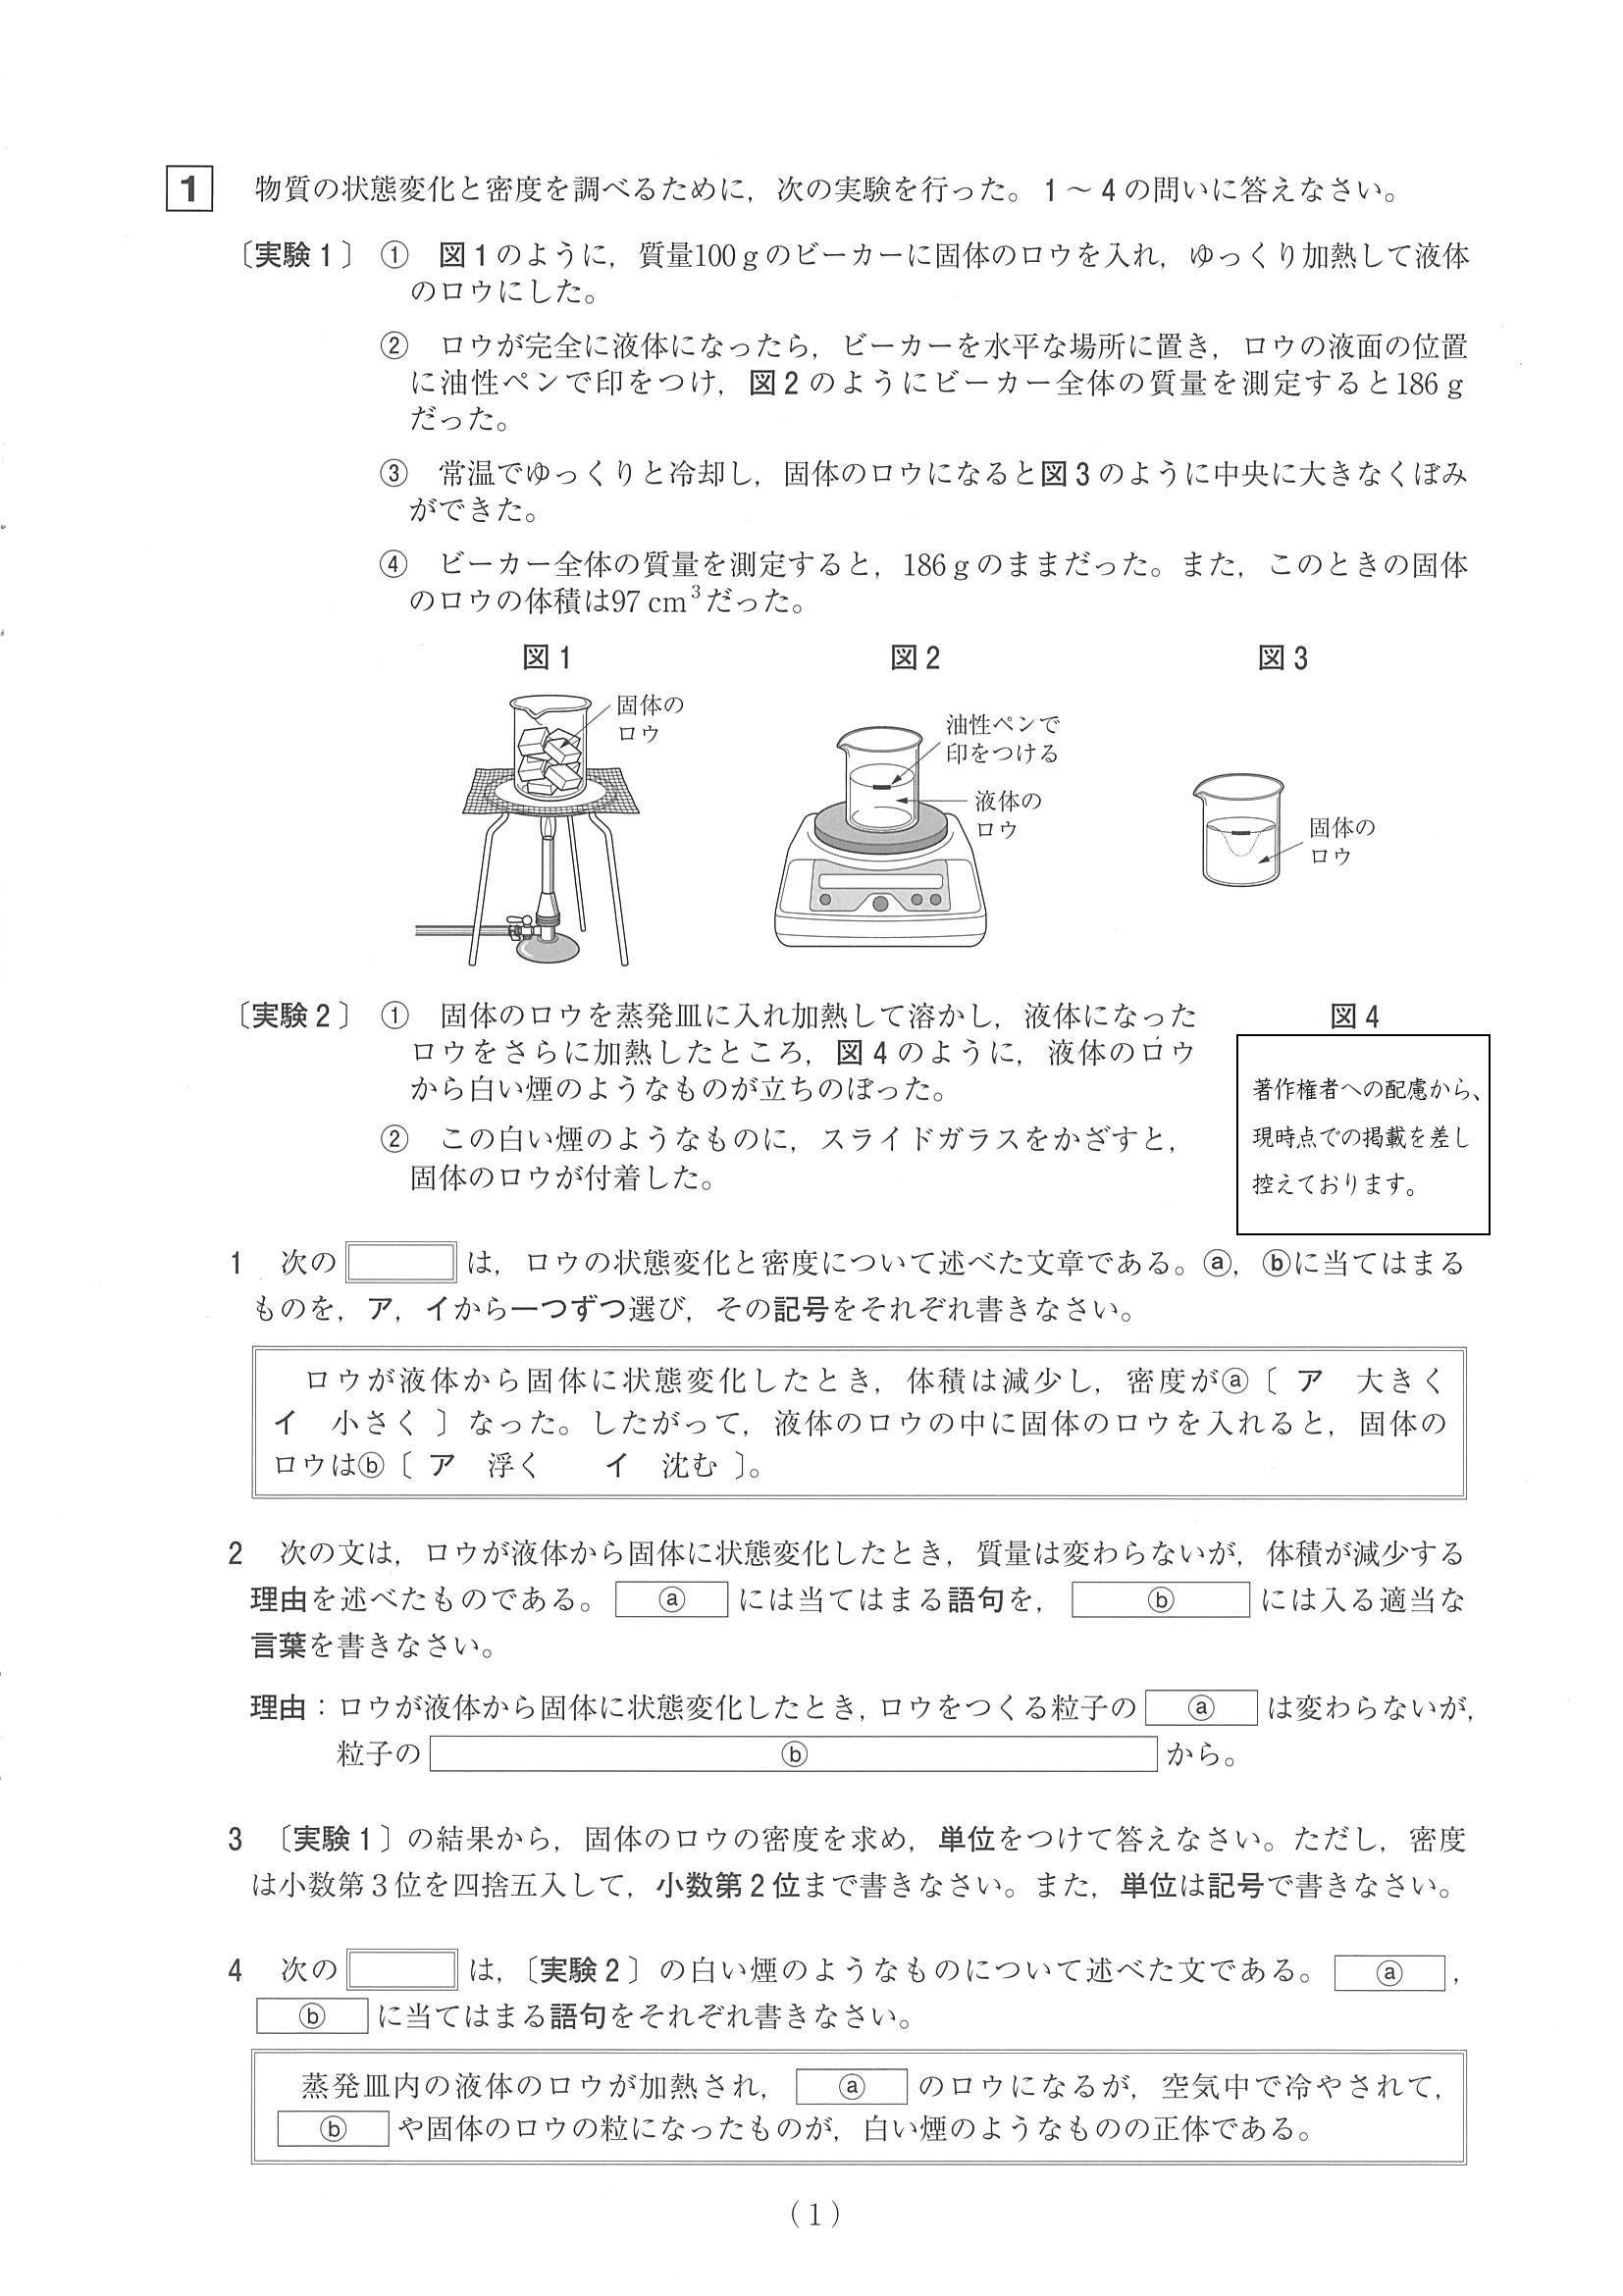 1 物質の状態変化と密度を調べるために，次の実験を行った。1～4の問いに答えなさい。
〔実験1〕 ① 図1のように，質量100gのビーカーに固体のロウを入れ，ゆっくり加熱して液体
のロウにした。
② ロウが完全に液体になったら，ビーカーを水平な場所に置き，ロウの液面の位置
に油性ペンで印をつけ，図2のようにビーカー全体の質量を測定すると186g
だった。
③ 常温でゆっくりと冷却し，固体のロウになると図3のように中央に大きなくぼみ
ができた。
④ ビーカー全体の質量を測定すると，186gのままだった。また，このときの固体
のロウの体積は97cm³だった。
図1 図2 図3
固体の
ロウ
油性ペンで
印をつける
液体の
ロウ
固体の
ロウ
〔実験2〕 ① 固体のロウを蒸発皿に入れ加熱して溶かし，液体になった
ロウをさらに加熱したところ，図4のように，液体のロウ
から白い煙のようなものが立ちのぼった。
② この白い煙のようなものに，スライドガラスをかざすと，
固体のロウが付着した。
図4
著作権者への配慮から、
現時点での掲載を差し
控えております。
1 次の は，ロウの状態変化と密度について述べた文章である。ⓐ，ⓑに当てはまる
ものを，ア，イから一つずつ選び，その記号をそれぞれ書きなさい。
ロウが液体から固体に状態変化したとき，体積は減少し，密度がⓐ〔 ア 大きく
イ 小さく 〕なった。したがって，液体のロウの中に固体のロウを入れると，固体の
ロウはⓑ〔 ア 浮く イ 沈む 〕。
2 次の文は，ロウが液体から固体に状態変化したとき，質量は変わらないが，体積が減少する
理由を述べたものである。 ⓐ には当てはまる語句を， ⓑ には入る適当な
言葉を書きなさい。
理由：ロウが液体から固体に状態変化したとき，ロウをつくる粒子の ⓐ は変わらないが，
粒子の ⓑ から。
3 〔実験1〕の結果から，固体のロウの密度を求め，単位をつけて答えなさい。ただし，密度
は小数第3位を四捨五入して，小数第2位まで書きなさい。また，単位は記号で書きなさい。
4 次の は，〔実験2〕の白い煙のようなものについて述べた文である。 ⓐ ，
ⓑ に当てはまる語句をそれぞれ書きなさい。
蒸発皿内の液体のロウが加熱され， ⓐ のロウになるが，空気中で冷やされて，
ⓑ や固体のロウの粒になったものが，白い煙のようなものの正体である。
（1）